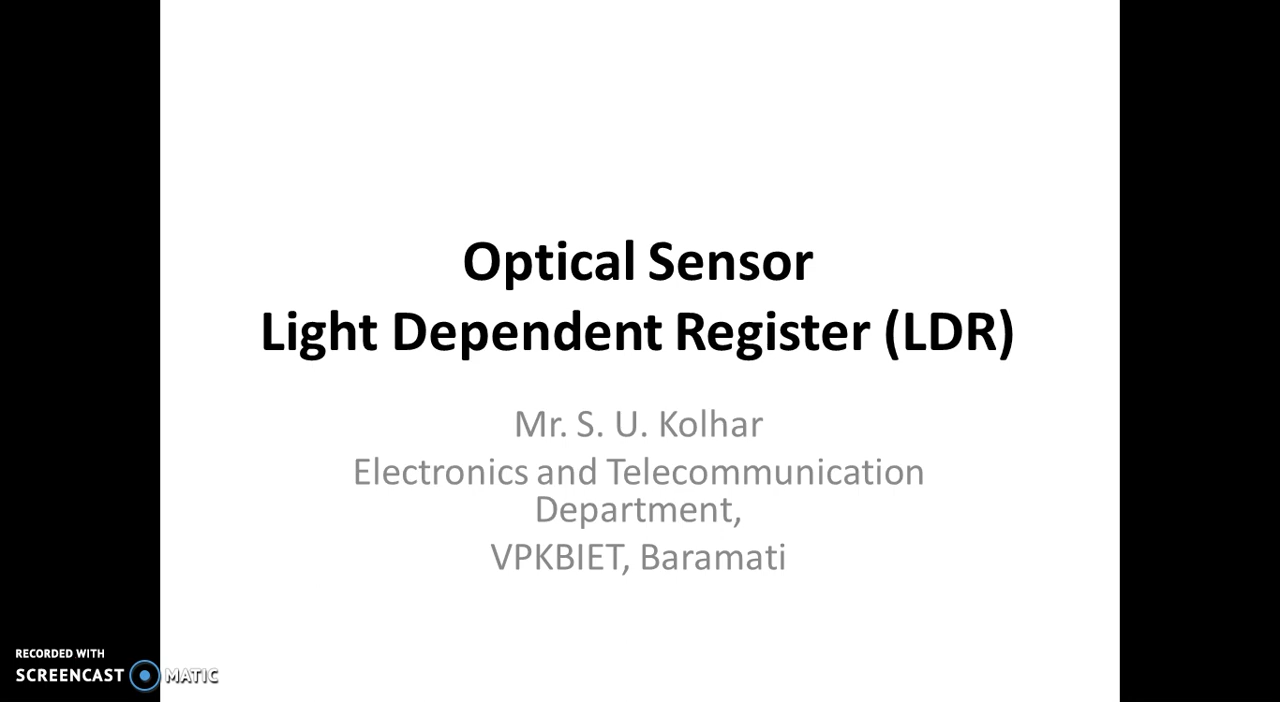 Optical Sensor
Light Dependent Register (LDR)
Mr. S. U. Kolhar
Electronics and Telecommunication
Department,
VPKBIET, Baramati
RECORDED WITH
SCREENCAST MATIC